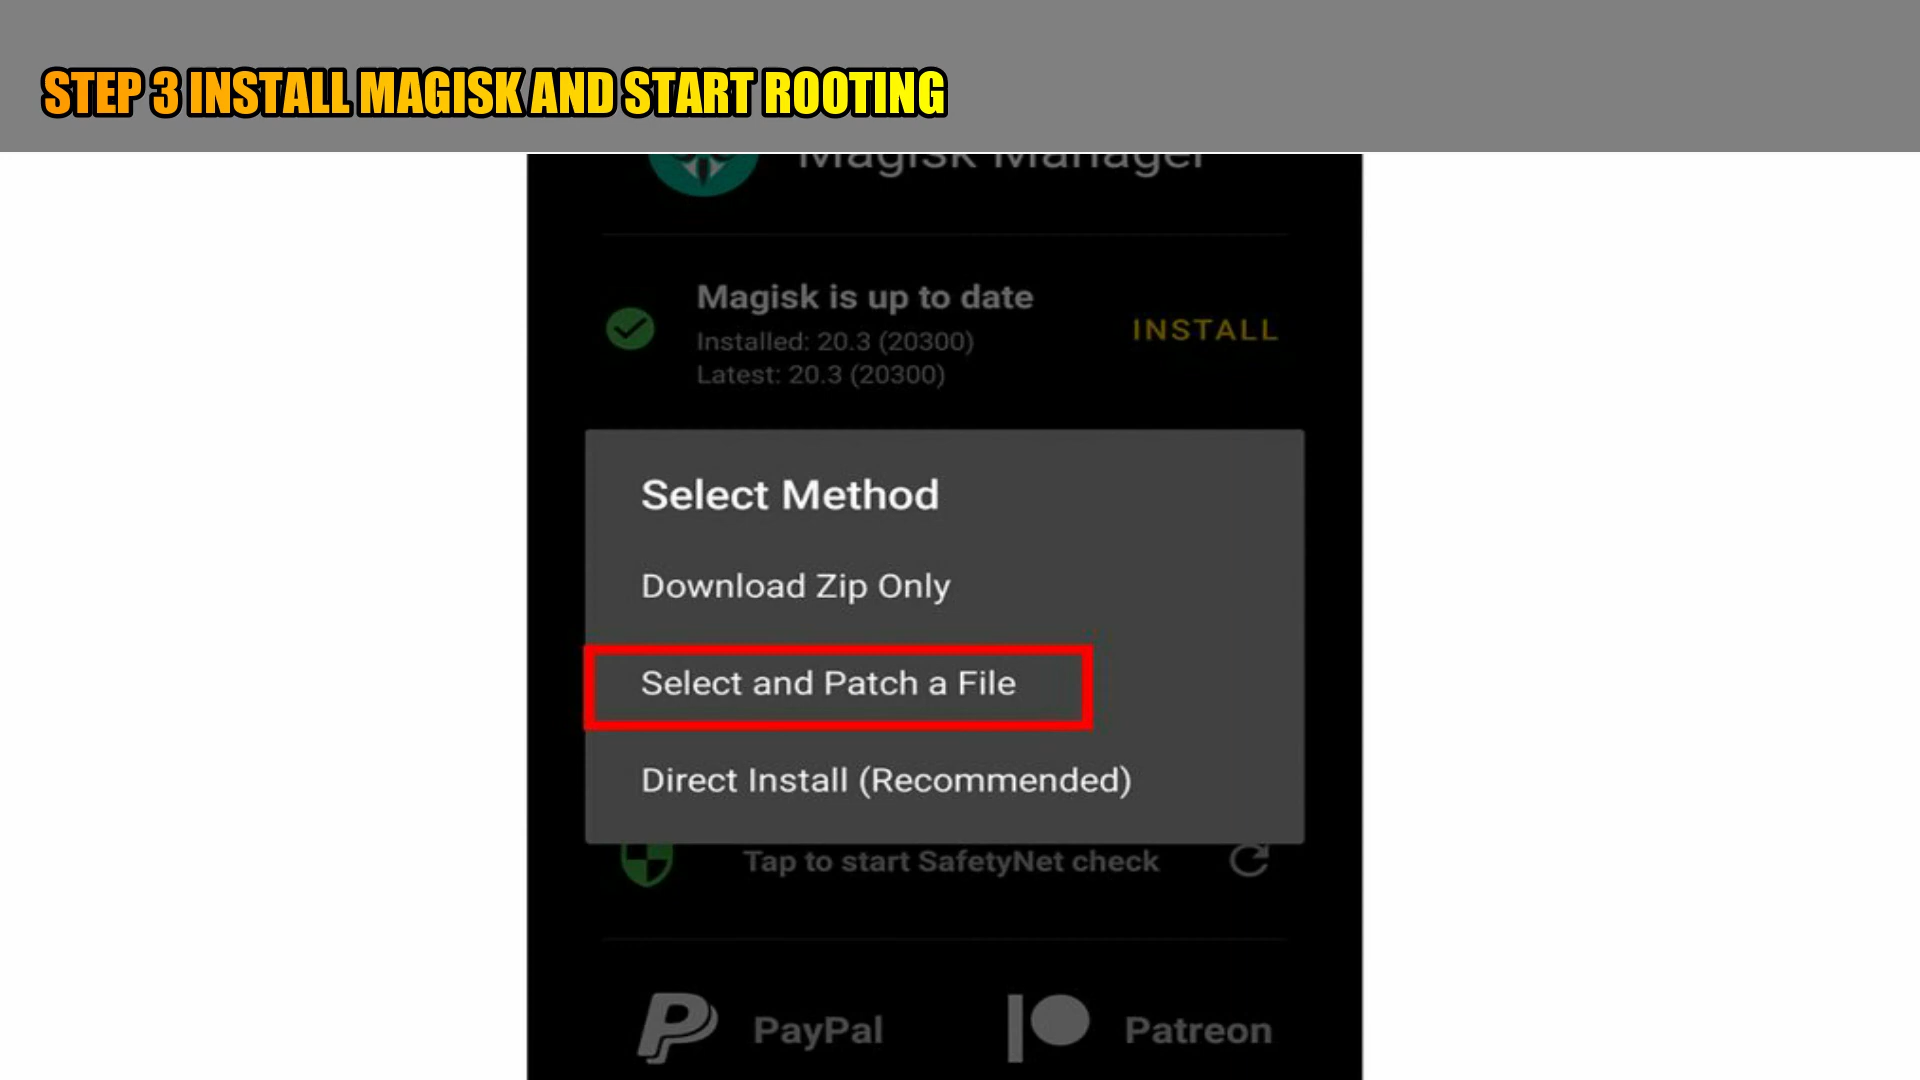 STEP 3 INSTALL MAGISK AND START ROOTING
Magisk Manager
Magisk is up to date
Installed: 20.3 (20300)
Latest: 20.3 (20300)
INSTALL
Select Method
Download Zip Only
Select and Patch a File
Direct Install (Recommended)
Tap to start SafetyNet check
PayPal
Patreon